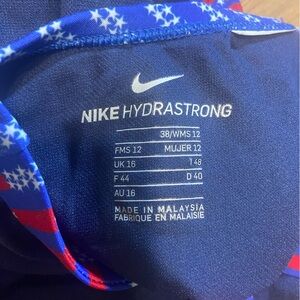 NIKE HYDRASTRONG
38/WMS 12
FMS 12 MUJER 12
UK 16 I 48
F 44 D 40
AU 16
MADE IN MALAYSIA
FABRIQUE EN MALAISIE